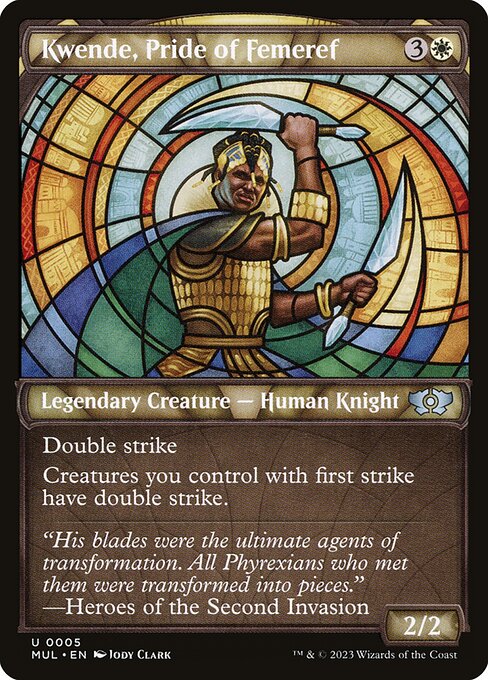 Kwende, Pride of Femeref 3
Legendary Creature — Human Knight
Double strike
Creatures you control with first strike
have double strike.
“His blades were the ultimate agents of
transformation. All Phyrexians who met
them were transformed into pieces.”
—Heroes of the Second Invasion
2/2
U 0005
MUL • EN Jody Clark
™ & © 2023 Wizards of the Coast